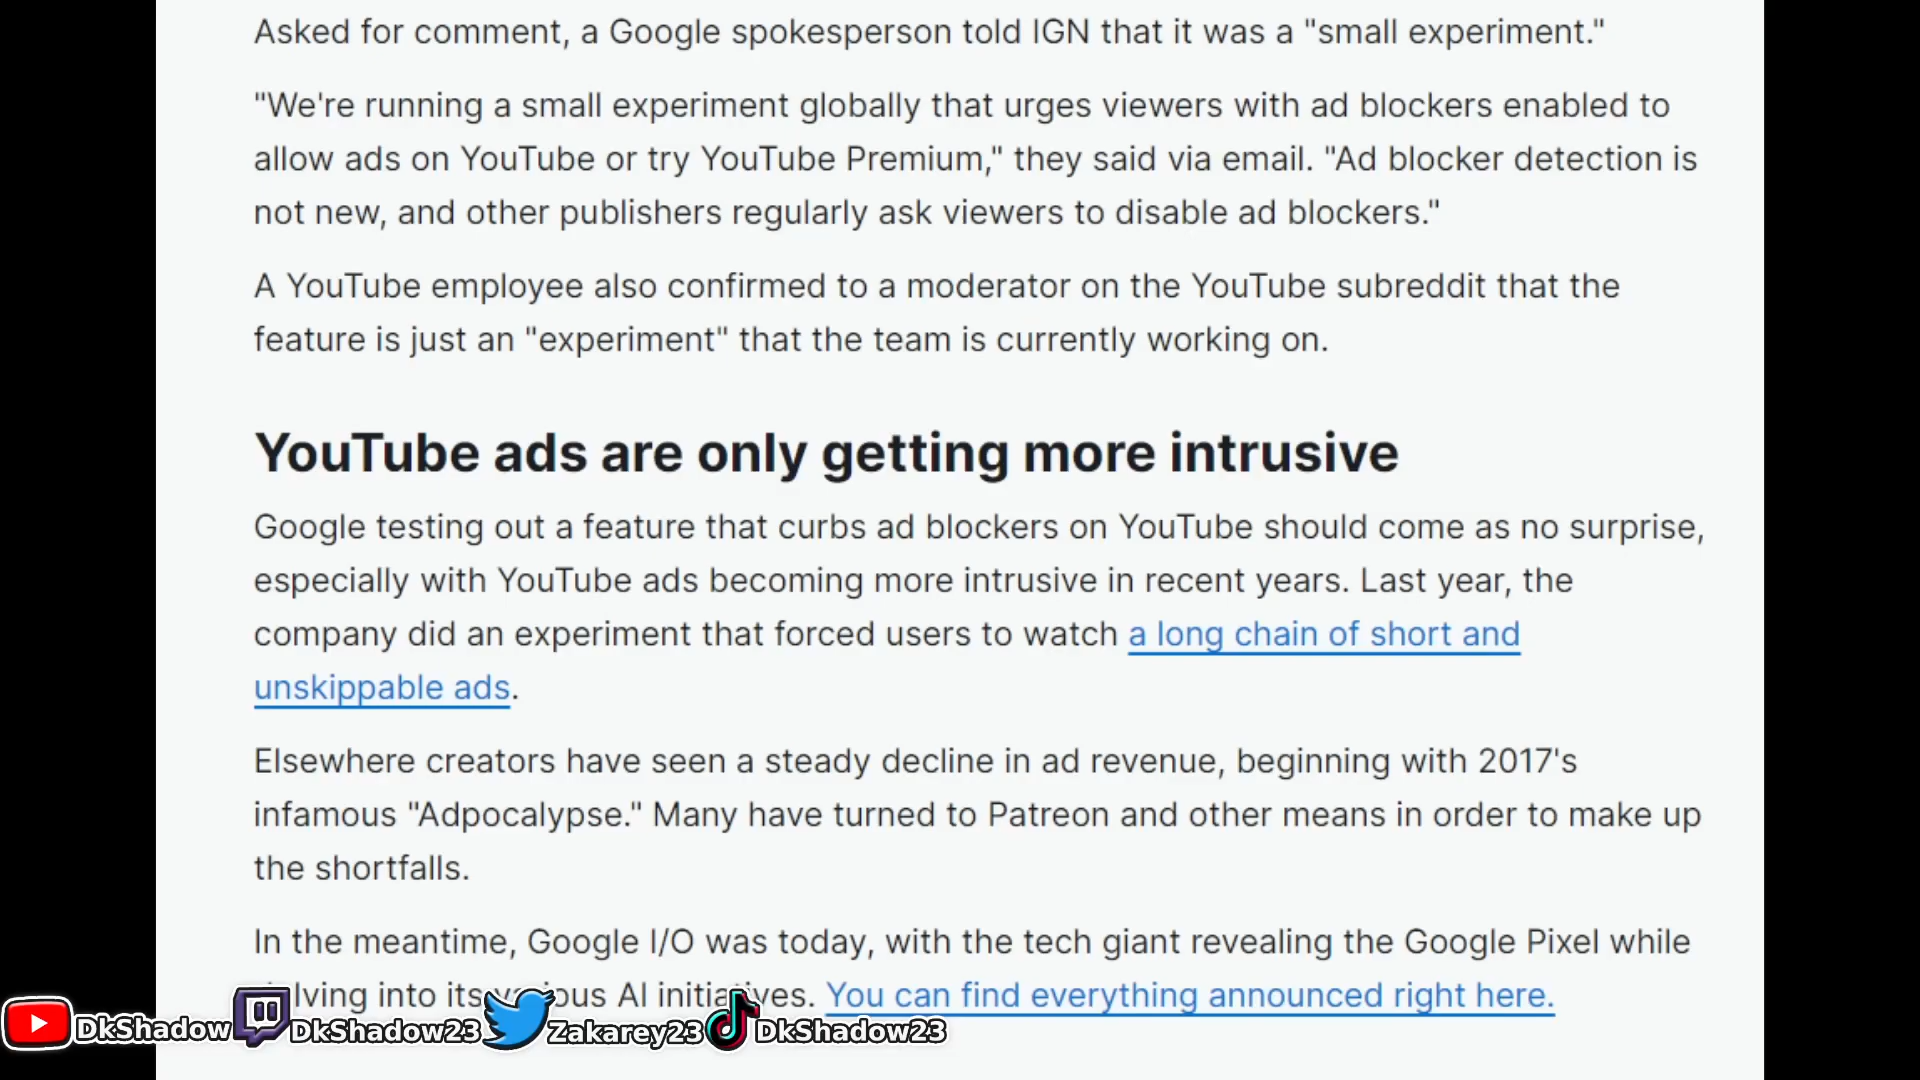 Asked for comment, a Google spokesperson told IGN that it was a "small experiment."
"We're running a small experiment globally that urges viewers with ad blockers enabled to
allow ads on YouTube or try YouTube Premium," they said via email. "Ad blocker detection is
not new, and other publishers regularly ask viewers to disable ad blockers."
A YouTube employee also confirmed to a moderator on the YouTube subreddit that the
feature is just an "experiment" that the team is currently working on.
YouTube ads are only getting more intrusive
Google testing out a feature that curbs ad blockers on YouTube should come as no surprise,
especially with YouTube ads becoming more intrusive in recent years. Last year, the
company did an experiment that forced users to watch a long chain of short and
unskippable ads.
Elsewhere creators have seen a steady decline in ad revenue, beginning with 2017's
infamous "Adpocalypse." Many have turned to Patreon and other means in order to make up
the shortfalls.
In the meantime, Google I/O was today, with the tech giant revealing the Google Pixel while
into its AI initiatives. You can find everything announced right here.
DkShadow DkShadow23 Zakarey23 DkShadow23